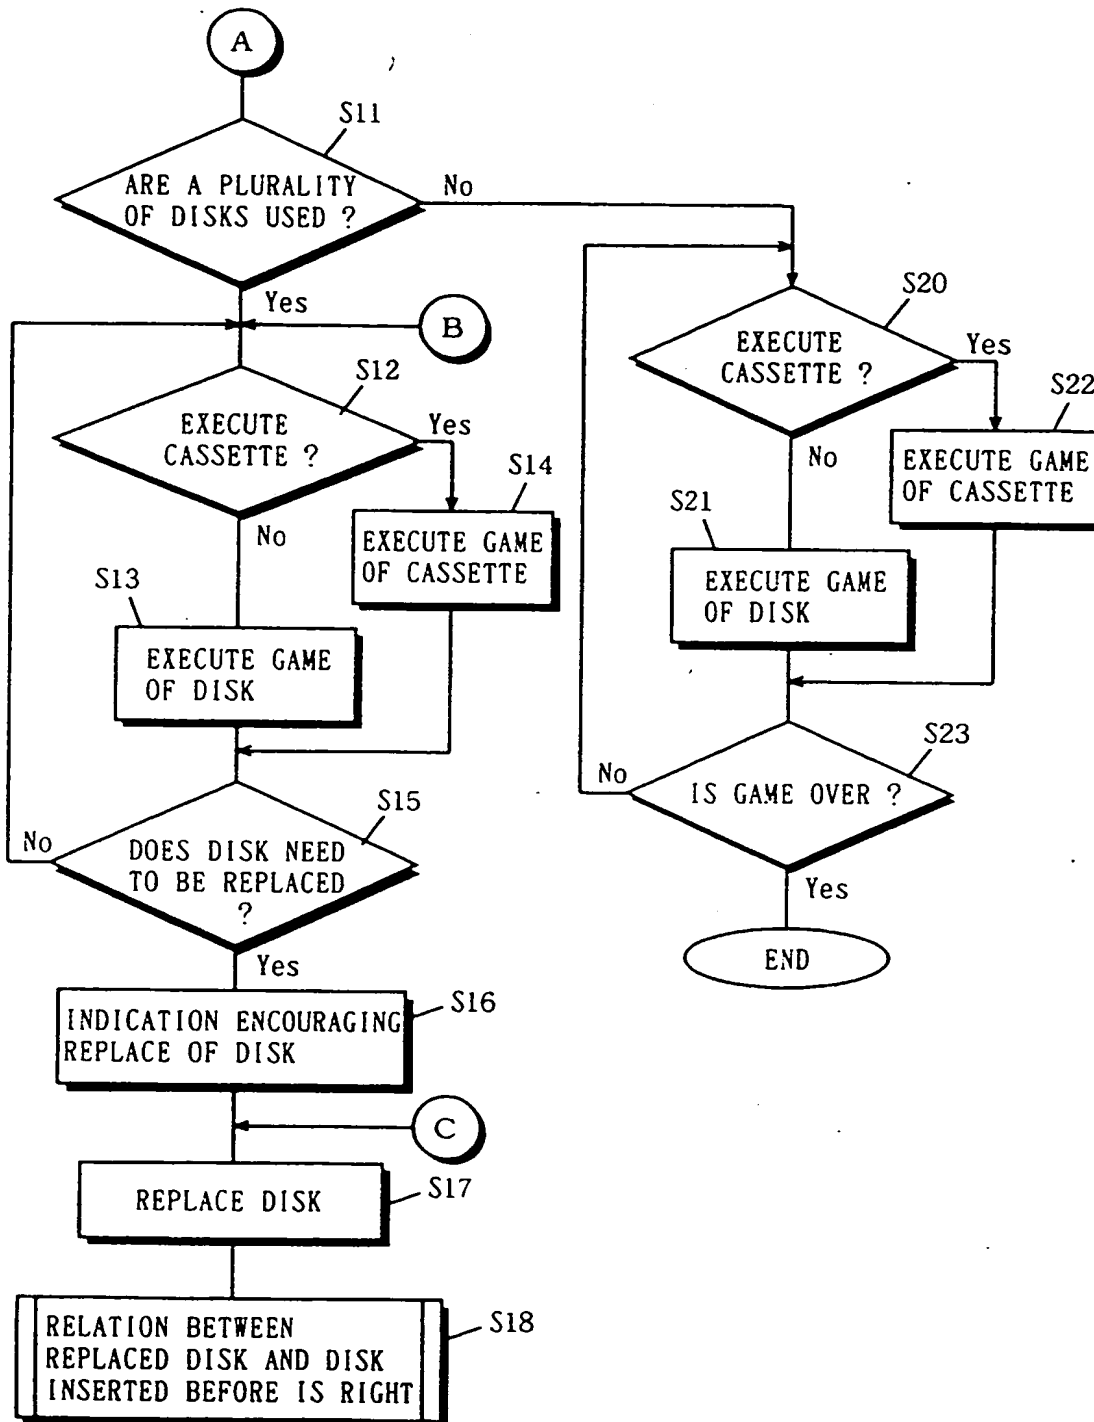 A
S11
ARE A PLURALITY
OF DISKS USED ?
No
Yes
B
S12
EXECUTE
CASSETTE ?
Yes
No
S14
EXECUTE GAME
OF CASSETTE
S13
EXECUTE GAME
OF DISK
S15
No
DOES DISK NEED
TO BE REPLACED
?
Yes
S16
INDICATION ENCOURAGING
REPLACE OF DISK
C
S17
REPLACE DISK
S18
RELATION BETWEEN
REPLACED DISK AND DISK
INSERTED BEFORE IS RIGHT
S20
EXECUTE
CASSETTE ?
Yes
No
S22
EXECUTE GAME
OF CASSETTE
S21
EXECUTE GAME
OF DISK
S23
No
IS GAME OVER ?
Yes
END